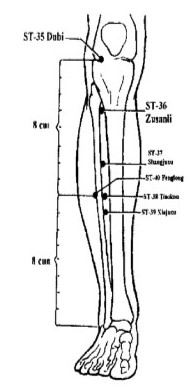 ST-35 Dubi
ST-36
Zusanli
8 cun
ST-37
Shangjuxu
ST-40 Fenglong
ST-38 Tiaokou
ST-39 Xiajuxu
8 cun